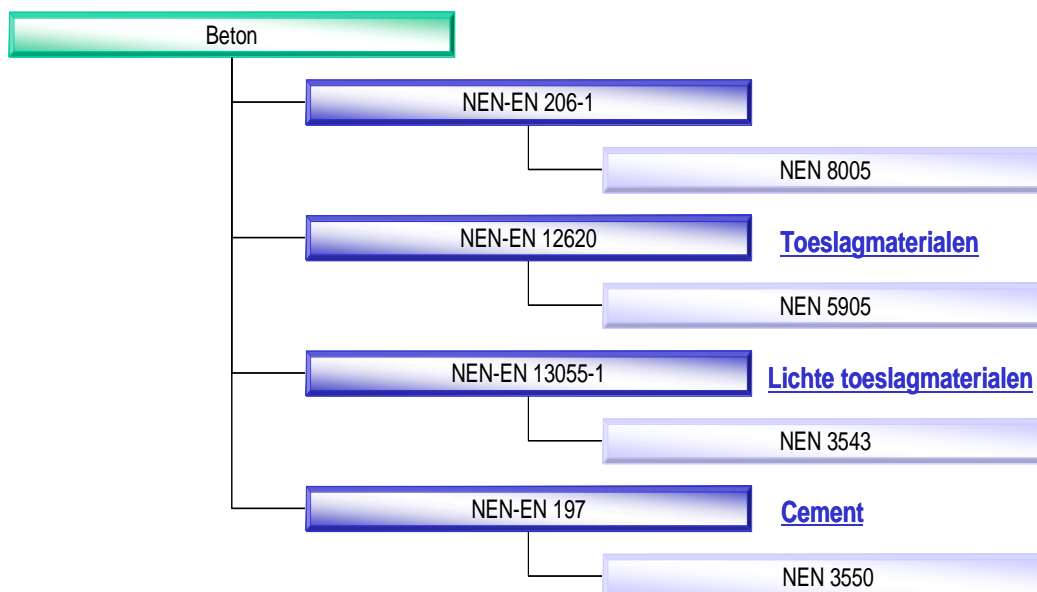 Beton
NEN-EN 206-1
NEN 8005
NEN-EN 12620
Toeslagmaterialen
NEN 5905
NEN-EN 13055-1
Lichte toeslagmaterialen
NEN 3543
NEN-EN 197
Cement
NEN 3550